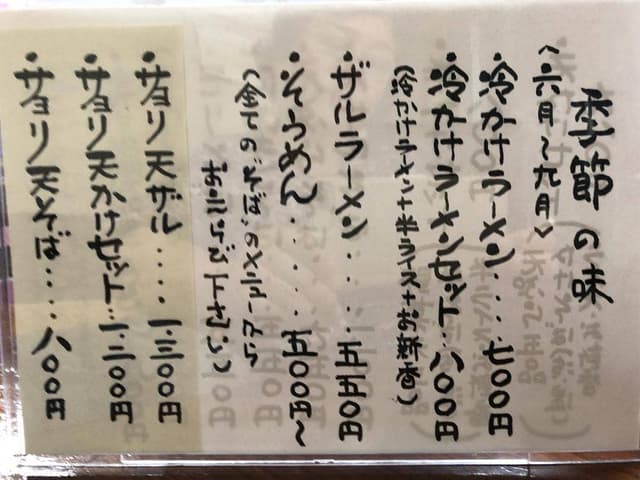 季節の味
〈六月～九月〉
・冷かけラーメン・・・七〇〇円
・冷かけラーメンセット・・八〇〇円
(冷かけラーメン+半ライス+お新香)
・ザルラーメン・・・・五五〇円
・そうめん・・・・・五〇〇円～
(全ての「そば」のメニューから
おえらび下さい。)
・サヨリ天ザル・・・・一.三〇〇円
・サヨリ天かけセット・・一.二〇〇円
・サヨリ天そば・・・・八〇〇円